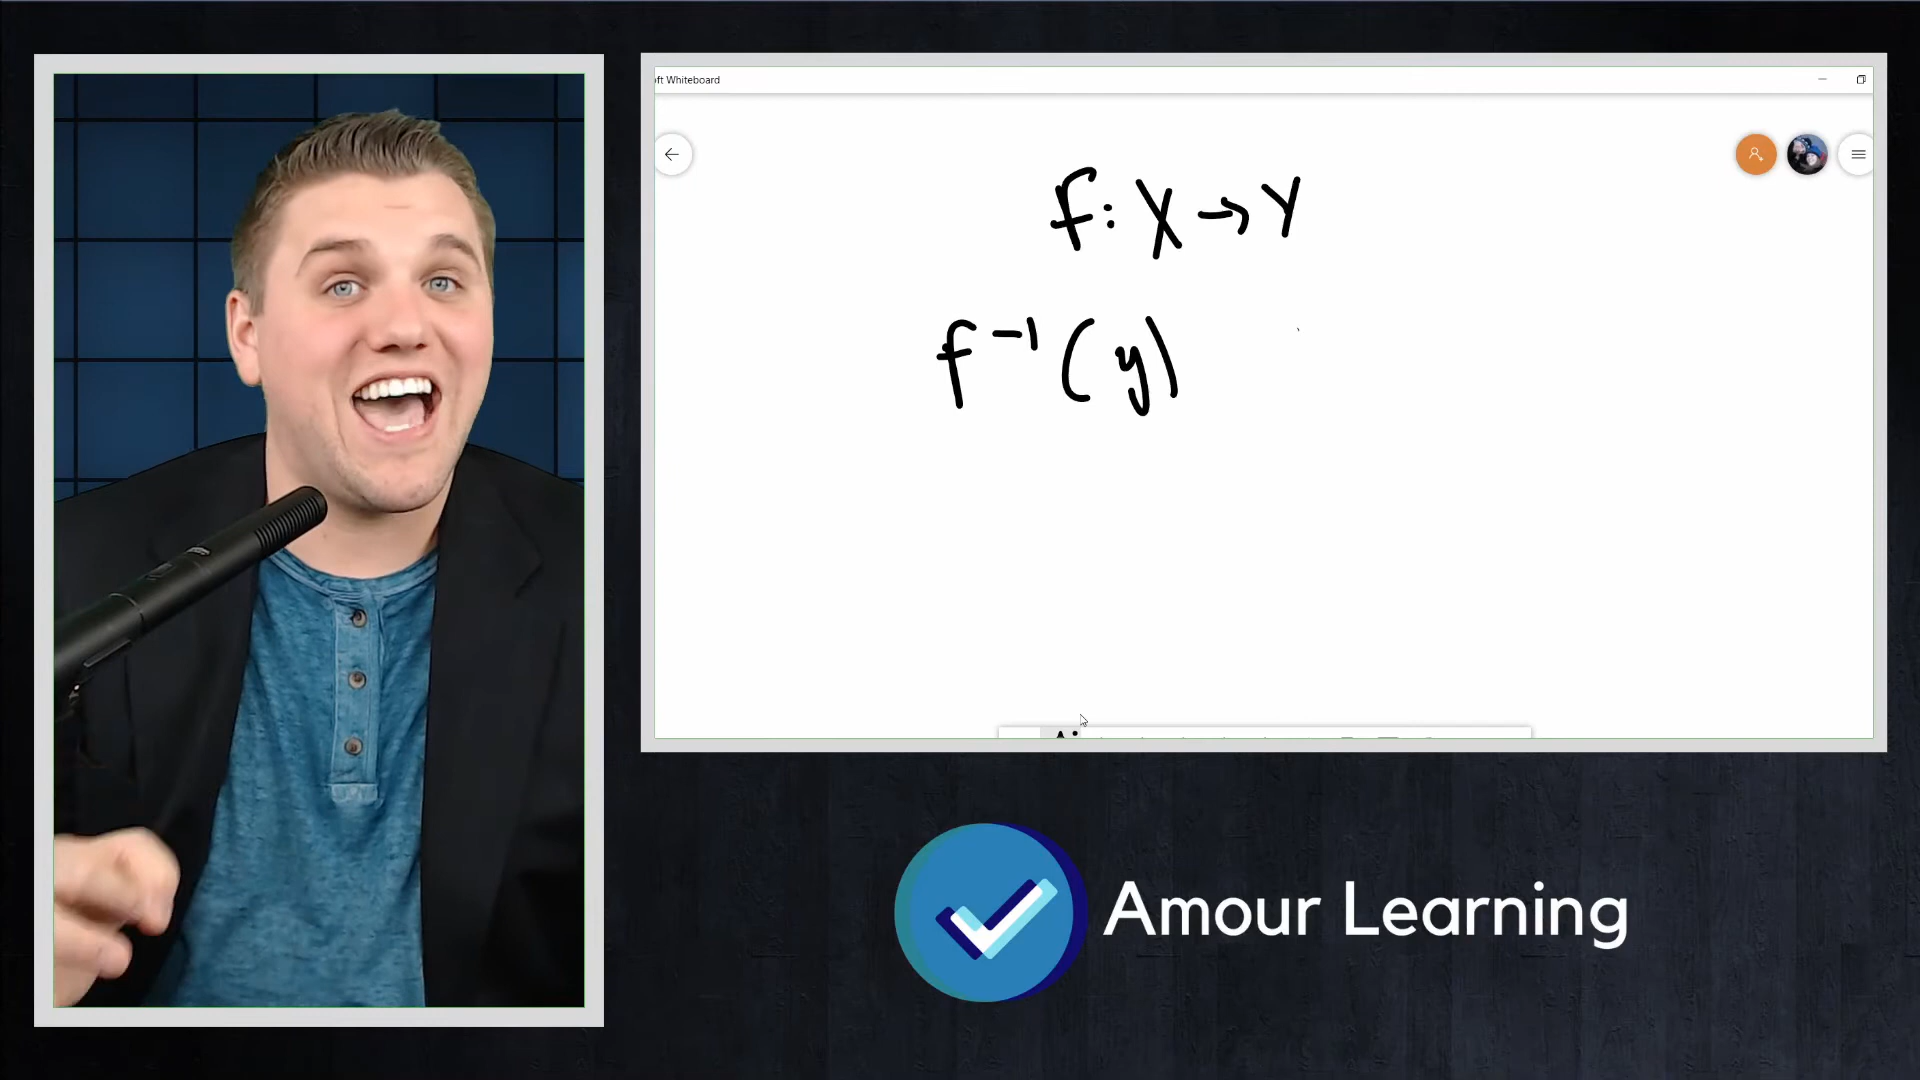 ft Whiteboard
f: X → Y
f⁻¹(y)
Amour Learning